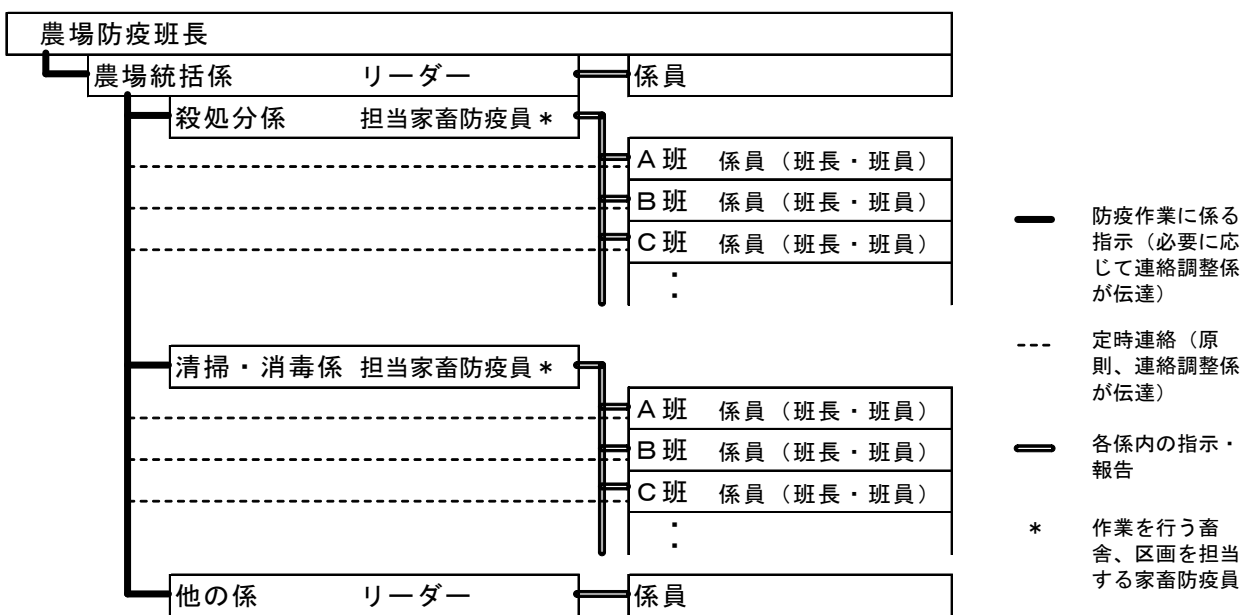 農場防疫班長
農場統括係 リーダー 係員
殺処分係 担当家畜防疫員*
A班 係員(班長・班員)
B班 係員(班長・班員)
C班 係員(班長・班員)
:
清掃・消毒係 担当家畜防疫員*
A班 係員(班長・班員)
B班 係員(班長・班員)
C班 係員(班長・班員)
:
他の係 リーダー 係員
防疫作業に係る
指示(必要に応
じて連絡調整係
が伝達)
定時連絡(原
則、連絡調整係
が伝達)
各係内の指示・
報告
* 作業を行う畜
舎、区画を担当
する家畜防疫員